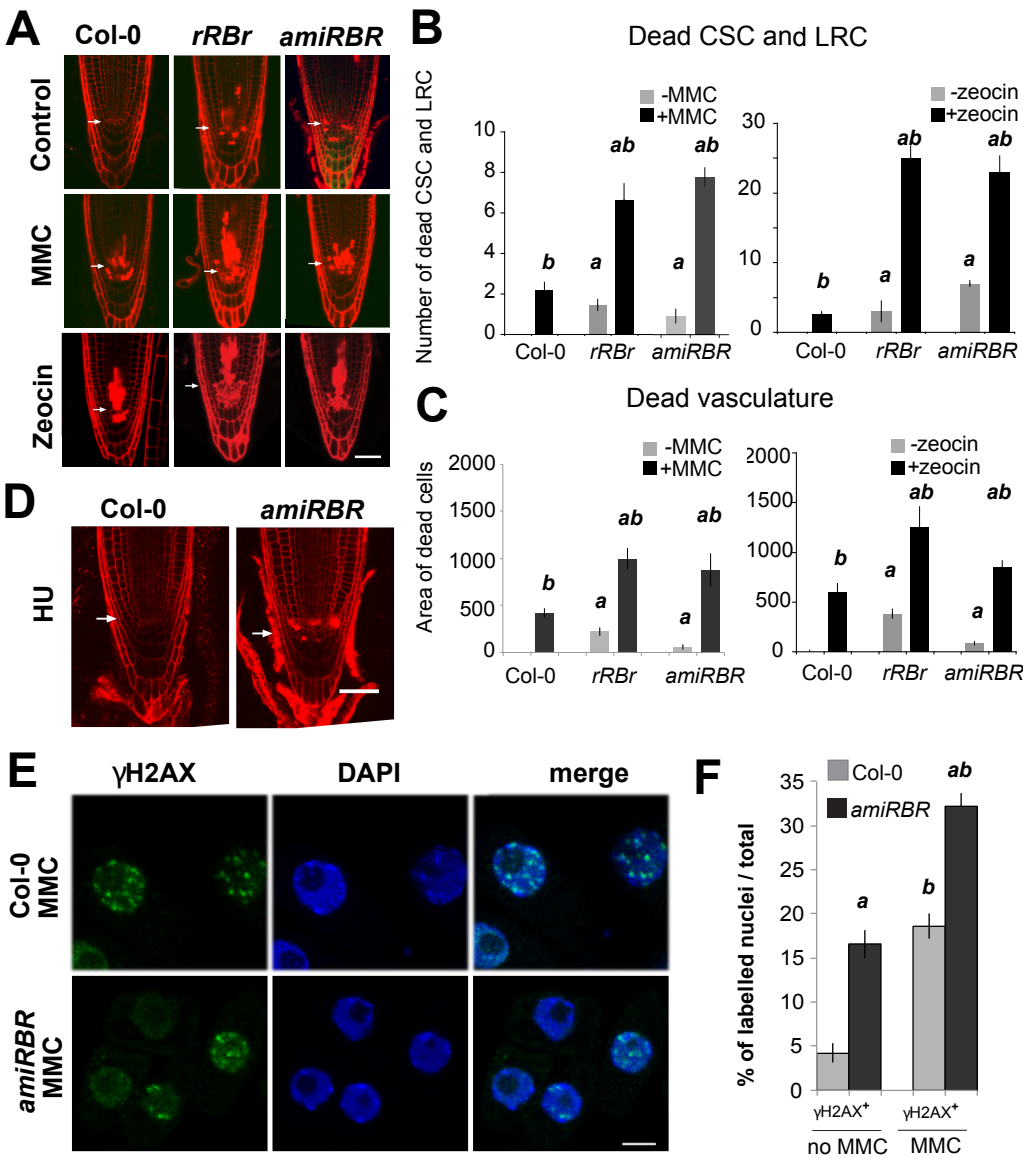 A
Col-0 rRBr amiRBR
Control
MMC
Zeocin
B
Dead CSC and LRC
Number of dead CSC and LRC
-MMC
+MMC
10
8
6
4
2
0
b
a
ab
a
ab
Col-0 rRBr amiRBR
-zeocin
+zeocin
30
20
10
0
b
a
ab
a
ab
Col-0 rRBr amiRBR
C
Dead vasculature
Area of dead cells
-MMC
+MMC
2000
1500
1000
500
0
b
a
ab
a
ab
Col-0 rRBr amiRBR
-zeocin
+zeocin
2000
1500
1000
500
0
b
a
ab
a
ab
Col-0 rRBr amiRBR
D
Col-0 amiRBR
HU
E
γH2AX DAPI merge
Col-0
MMC
amiRBR
MMC
F
% of labelled nuclei / total
Col-0
amiRBR
35
30
25
20
15
10
5
0
a
b
ab
γH2AX⁺ γH2AX⁺
no MMC MMC